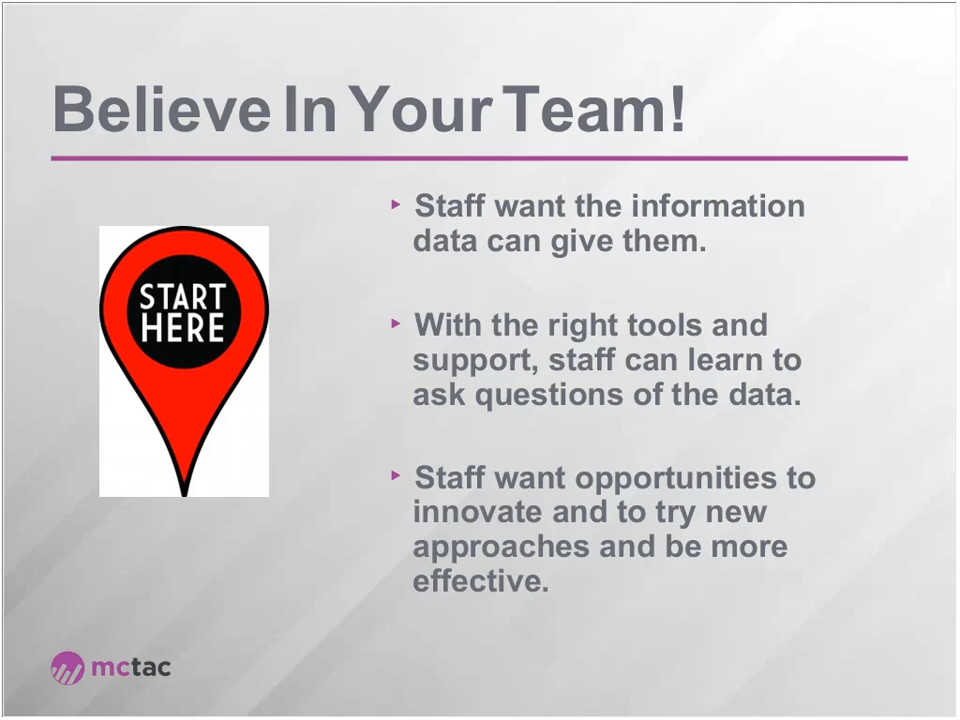 Believe In Your Team!
START
HERE
‣ Staff want the information
data can give them.
‣ With the right tools and
support, staff can learn to
ask questions of the data.
‣ Staff want opportunities to
innovate and to try new
approaches and be more
effective.
mctac